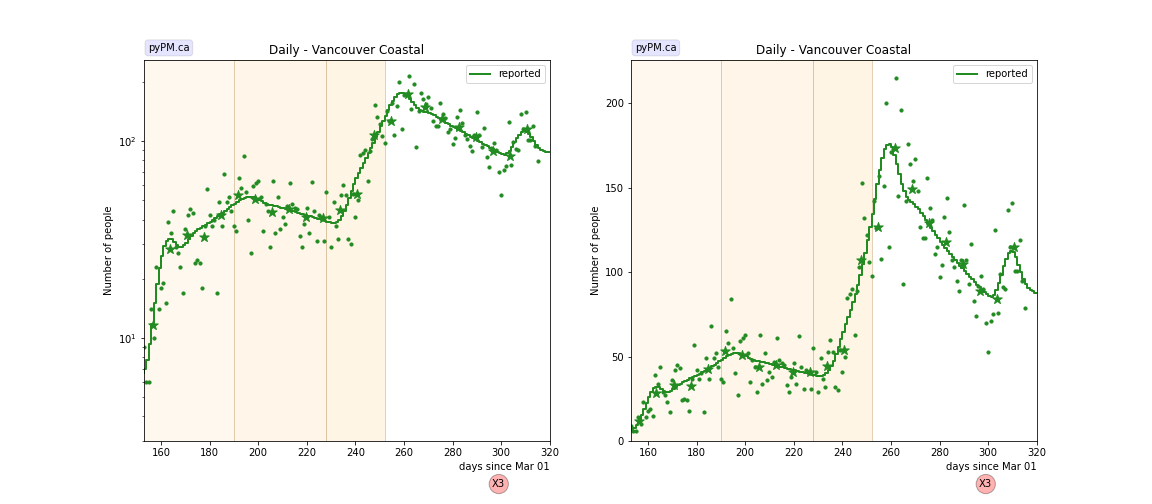 pyPM.ca
Daily - Vancouver Coastal
reported
Number of people
10²
10¹
160 180 200 220 240 260 280 300 320
days since Mar 01
X3
pyPM.ca
Daily - Vancouver Coastal
reported
Number of people
200
150
100
50
0
160 180 200 220 240 260 280 300 320
days since Mar 01
X3